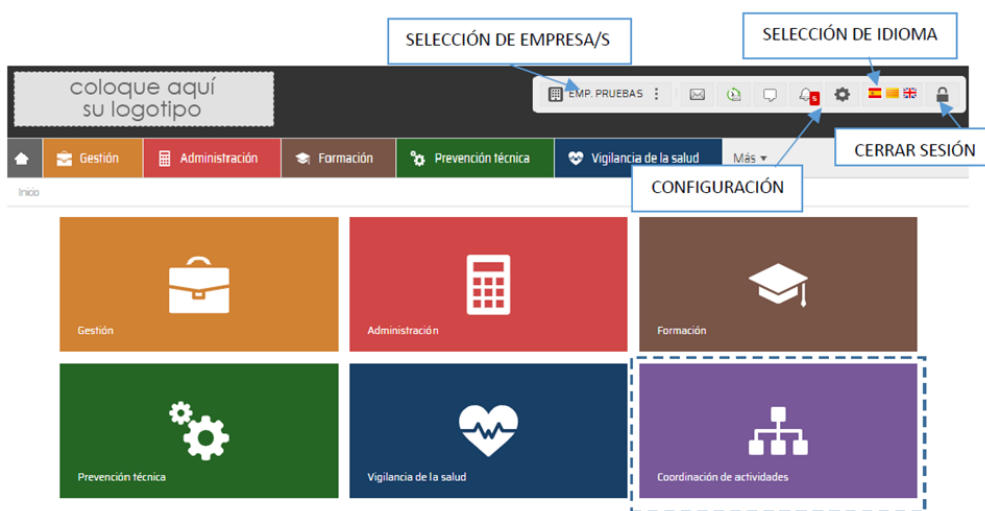 SELECCIÓN DE EMPRESA/S
SELECCIÓN DE IDIOMA
coloque aquí
su logotipo
EMP. PRUEBAS
5
Gestión
Administración
Formación
Prevención técnica
Vigilancia de la salud
Más
CERRAR SESIÓN
CONFIGURACIÓN
Inicio
Gestión
Administración
Formación
Prevención técnica
Vigilancia de la salud
Coordinación de actividades